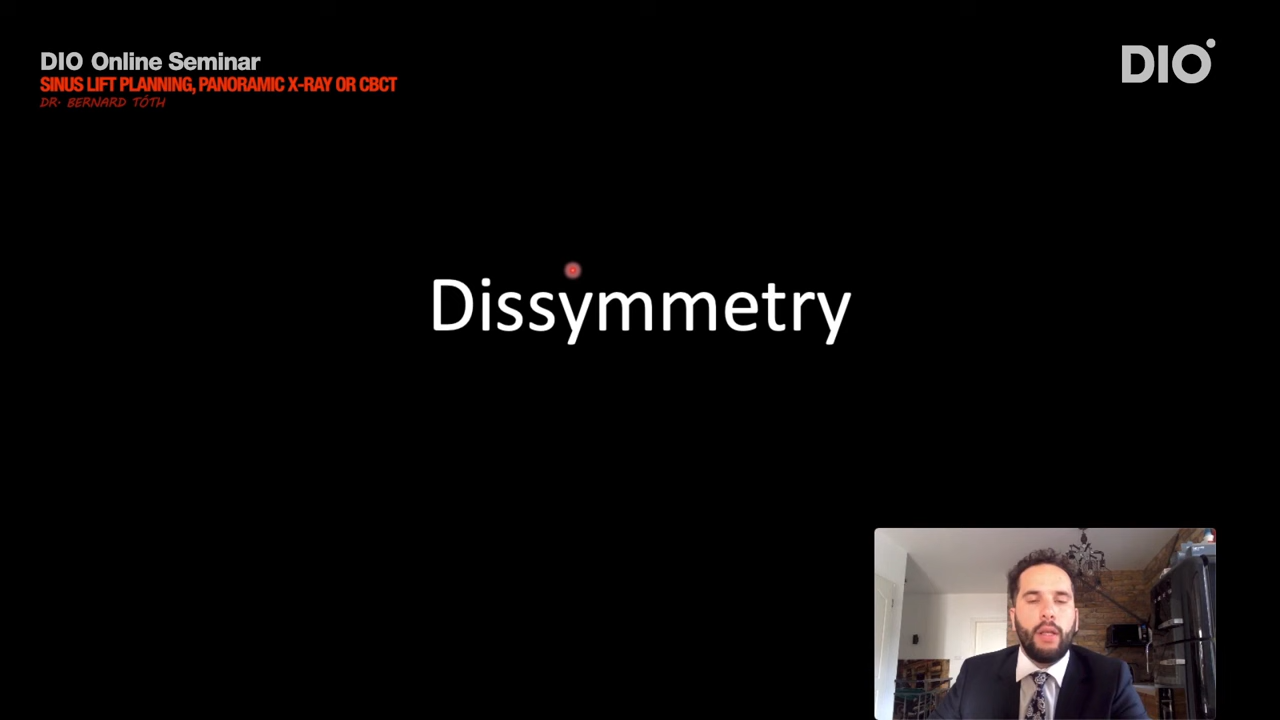 DIO Online Seminar
SINUS LIFT PLANNING, PANORAMIC X-RAY OR CBCT
DR. BERNARD TÓTH
DIO
Dissymmetry